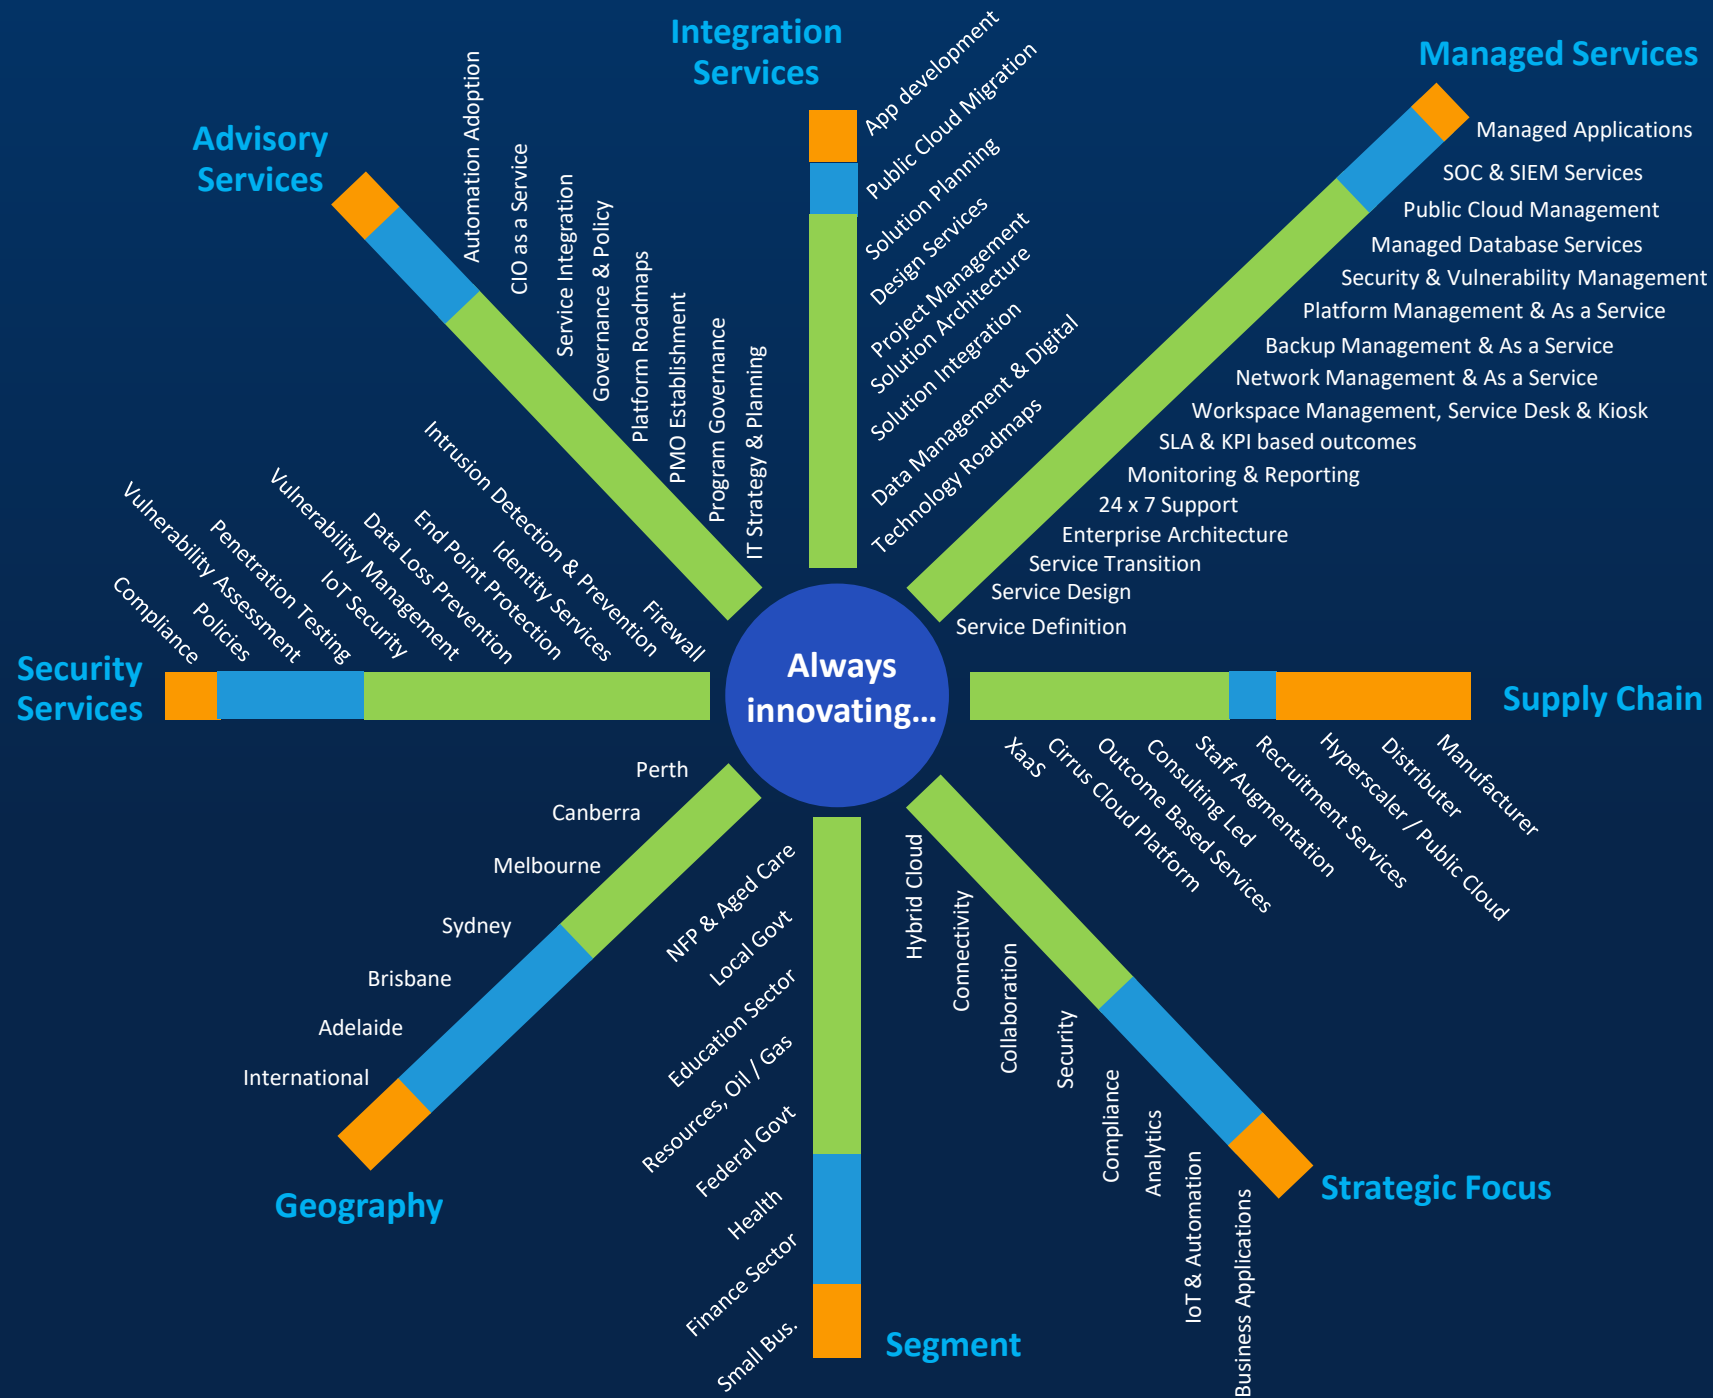 Integration
Services
App development
Public Cloud Migration
Solution Planning
Design Services
Project Management
Solution Architecture
Solution Integration
Data Management & Digital
Technology Roadmaps
Managed Services
Managed Applications
SOC & SIEM Services
Public Cloud Management
Managed Database Services
Security & Vulnerability Management
Platform Management & As a Service
Backup Management & As a Service
Network Management & As a Service
Workspace Management, Service Desk & Kiosk
SLA & KPI based outcomes
Monitoring & Reporting
24 x 7 Support
Enterprise Architecture
Service Transition
Service Design
Service Definition
Advisory
Services
Automation Adoption
CIO as a Service
Service Integration
Governance & Policy
Platform Roadmaps
PMO Establishment
Program Governance
IT Strategy & Planning
Security
Services
Compliance
Policies
Vulnerability Assessment
Penetration Testing
IoT Security
Vulnerability Management
Data Loss Prevention
End Point Protection
Identity Services
Intrusion Detection & Prevention
Firewall
Always
innovating...
Supply Chain
XaaS
Cirrus Cloud Platform
Outcome Based Services
Consulting Led
Staff Augmentation
Recruitment Services
Hyperscaler / Public Cloud
Distributer
Manufacturer
Perth
Canberra
Melbourne
Sydney
Brisbane
Adelaide
International
Geography
NFP & Aged Care
Local Govt
Education Sector
Resources, Oil / Gas
Federal Govt
Health
Finance Sector
Small Bus.
Segment
Hybrid Cloud
Connectivity
Collaboration
Security
Compliance
Analytics
IoT & Automation
Business Applications
Strategic Focus